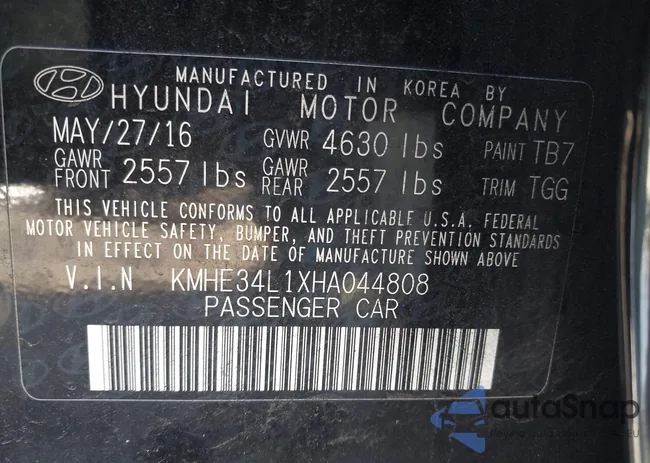 MANUFACTURED IN KOREA BY
HYUNDAI MOTOR COMPANY
MAY/27/16 GVWR 4630 lbs PAINT TB7
GAWR FRONT 2557 lbs GAWR REAR 2557 lbs TRIM TGG
THIS VEHICLE CONFORMS TO ALL APPLICABLE U.S.A. FEDERAL
MOTOR VEHICLE SAFETY, BUMPER, AND THEFT PREVENTION STANDARDS
IN EFFECT ON THE DATE OF MANUFACTURE SHOWN ABOVE
V.I.N KMHE34L1XHA044808
PASSENGER CAR
autoSnap